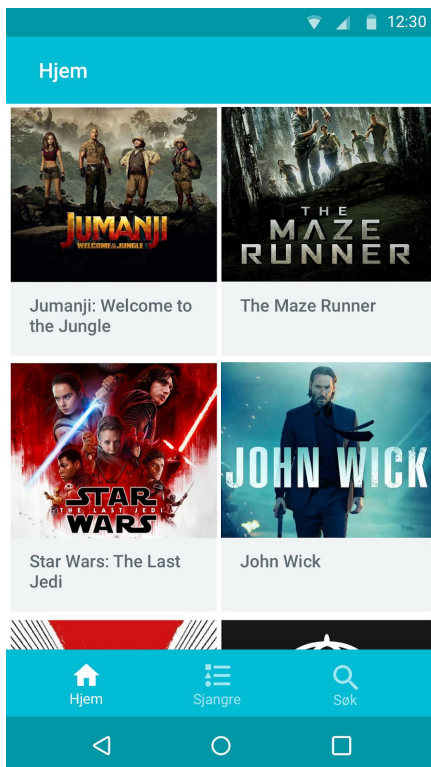 12:30
Hjem
JUMANJI
WELCOME TO THE JUNGLE
THE
MAZE
RUNNER
Jumanji: Welcome to
the Jungle
The Maze Runner
STAR
THE LAST JEDI
WARS
JOHN WICK
Star Wars: The Last
Jedi
John Wick
Hjem
Sjangre
Søk